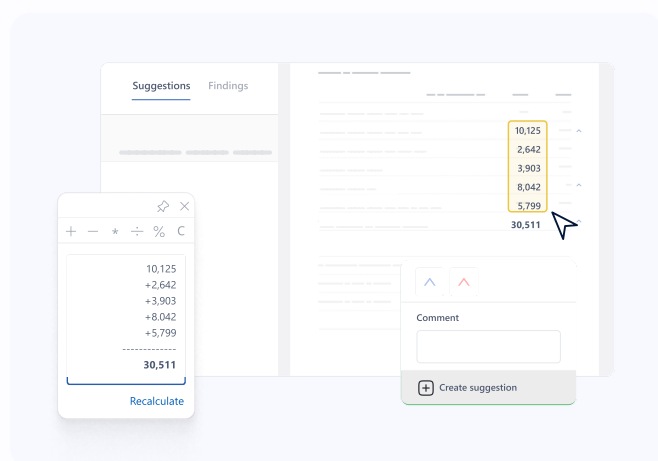 Suggestions Findings
10,125
2,642
3,903
8,042
5,799
30,511
+ − * ÷ % C
10,125
+2,642
+3,903
+8.042
+5,799
-------------
30,511
Recalculate
Comment
Create suggestion